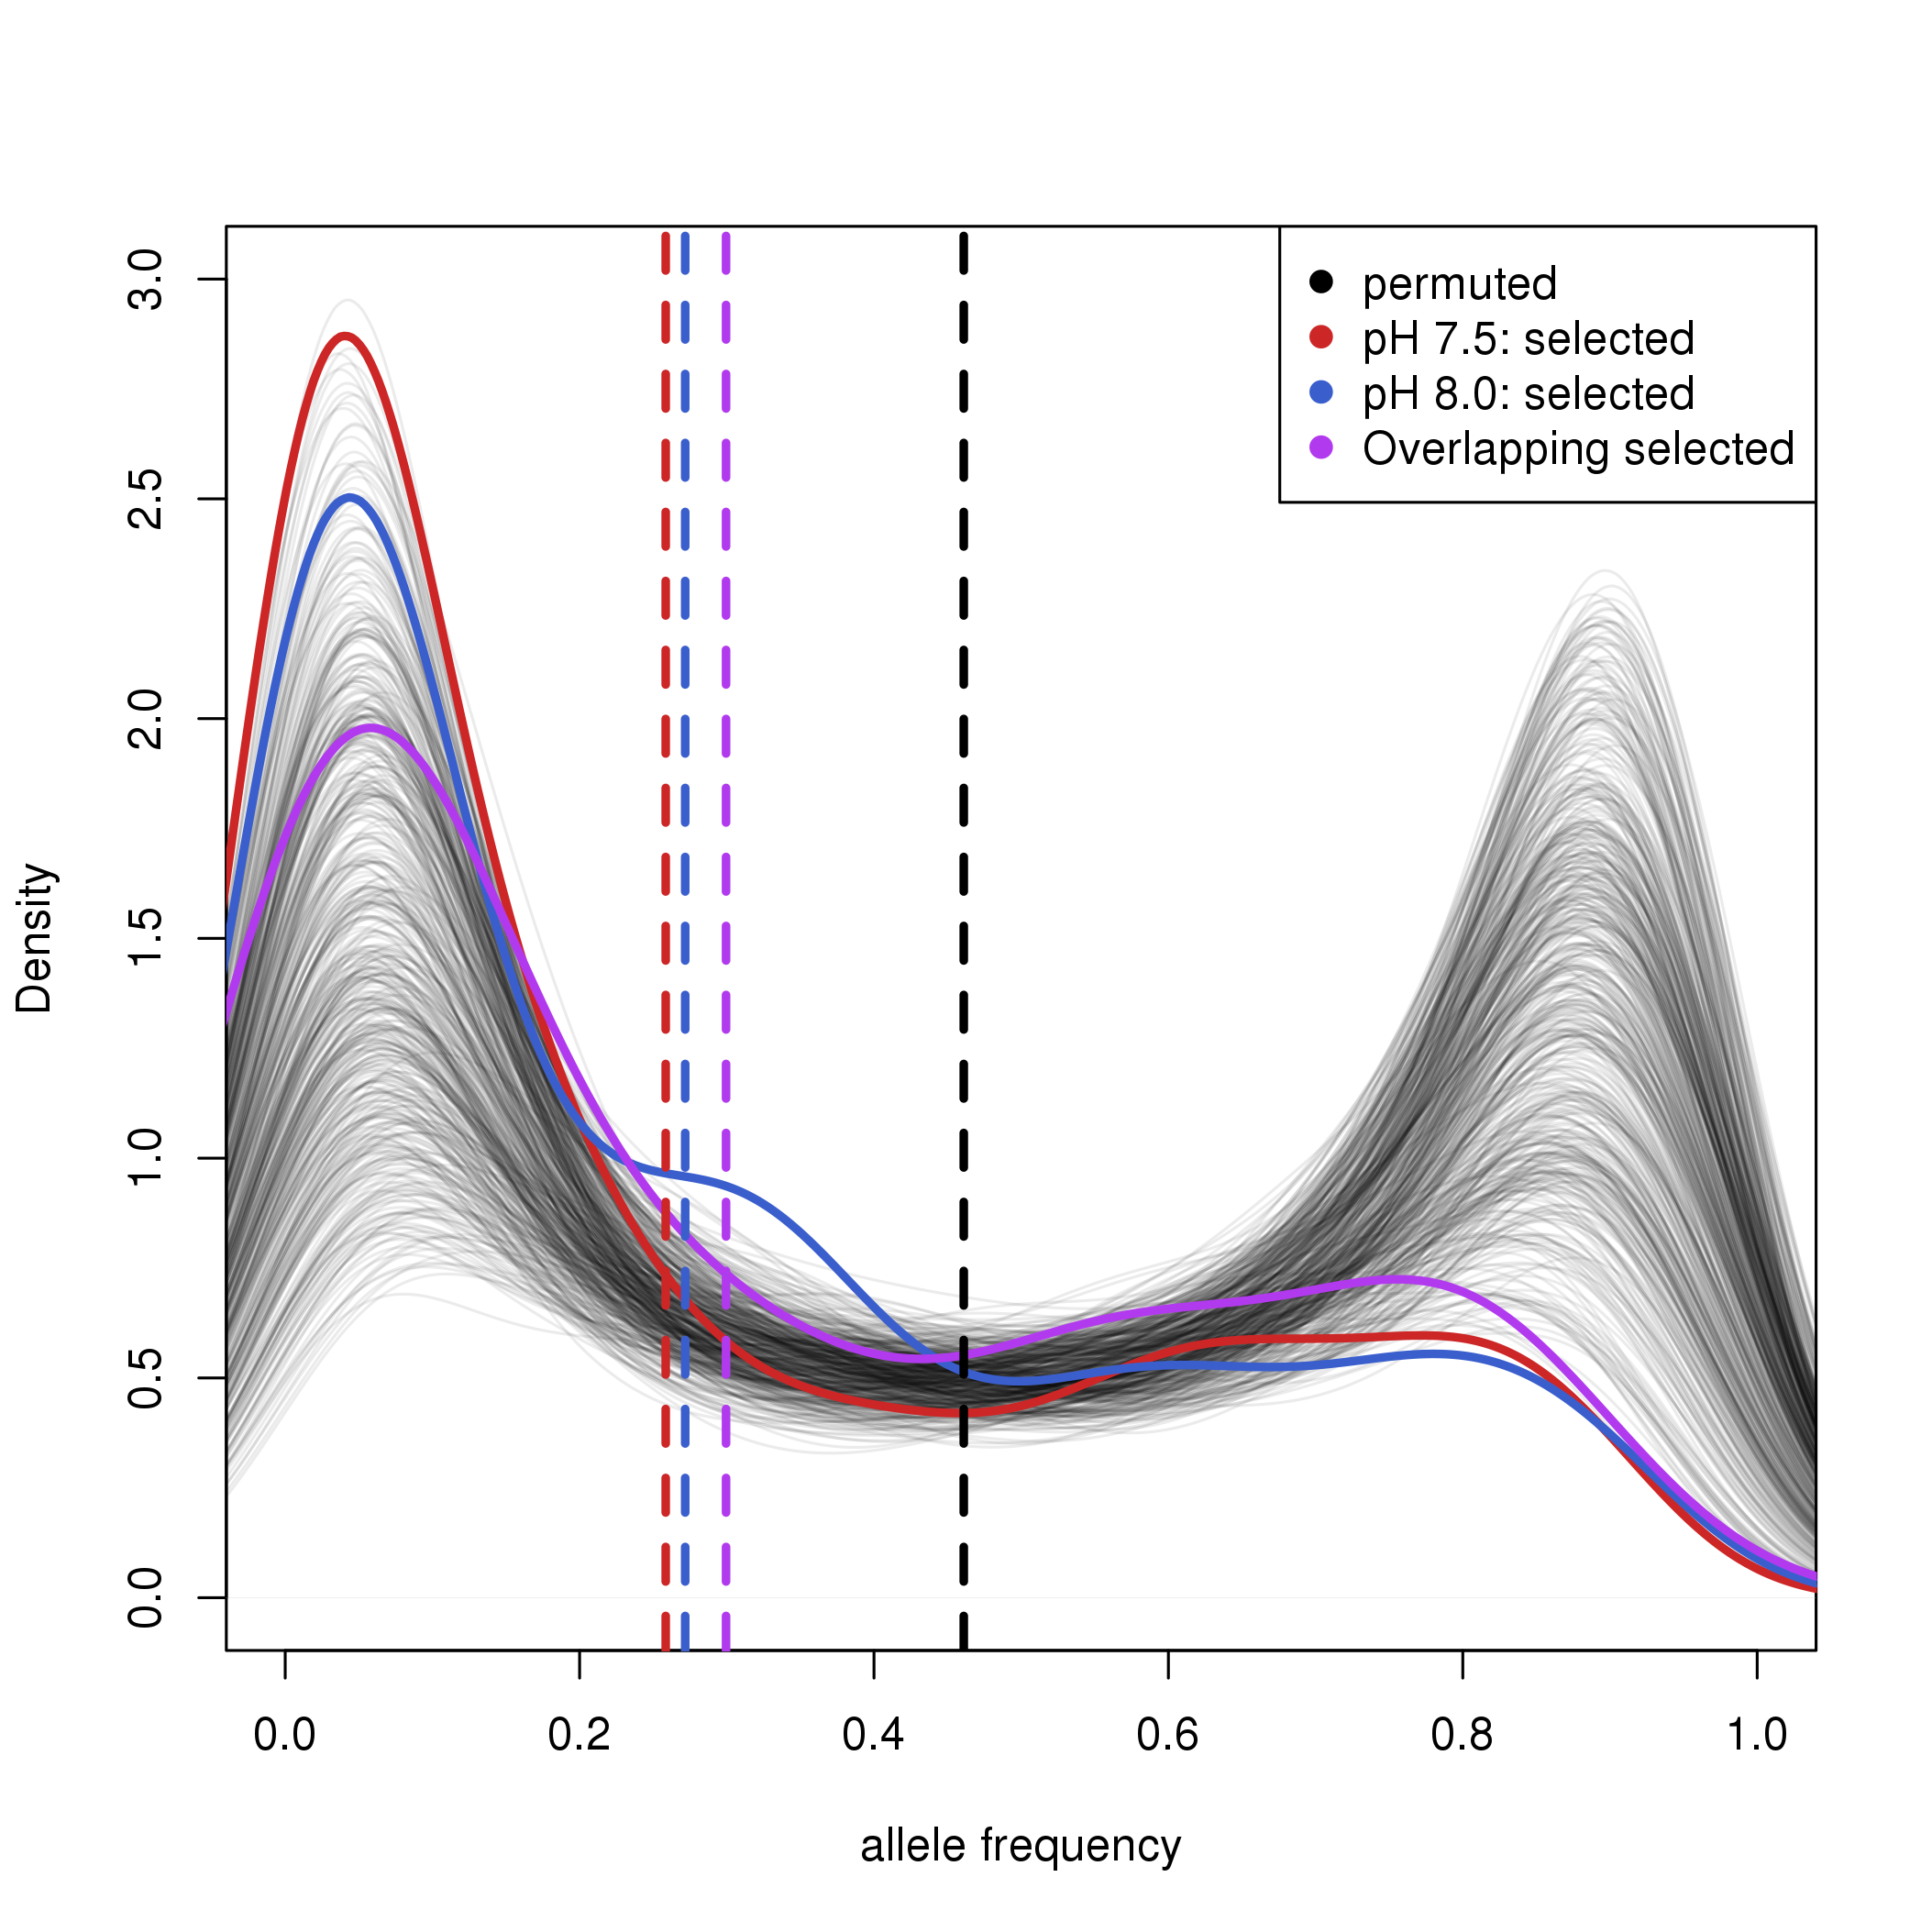 permuted
pH 7.5: selected
pH 8.0: selected
Overlapping selected
Density
3.0
2.5
2.0
1.5
1.0
0.5
0.0
0.0 0.2 0.4 0.6 0.8 1.0
allele frequency